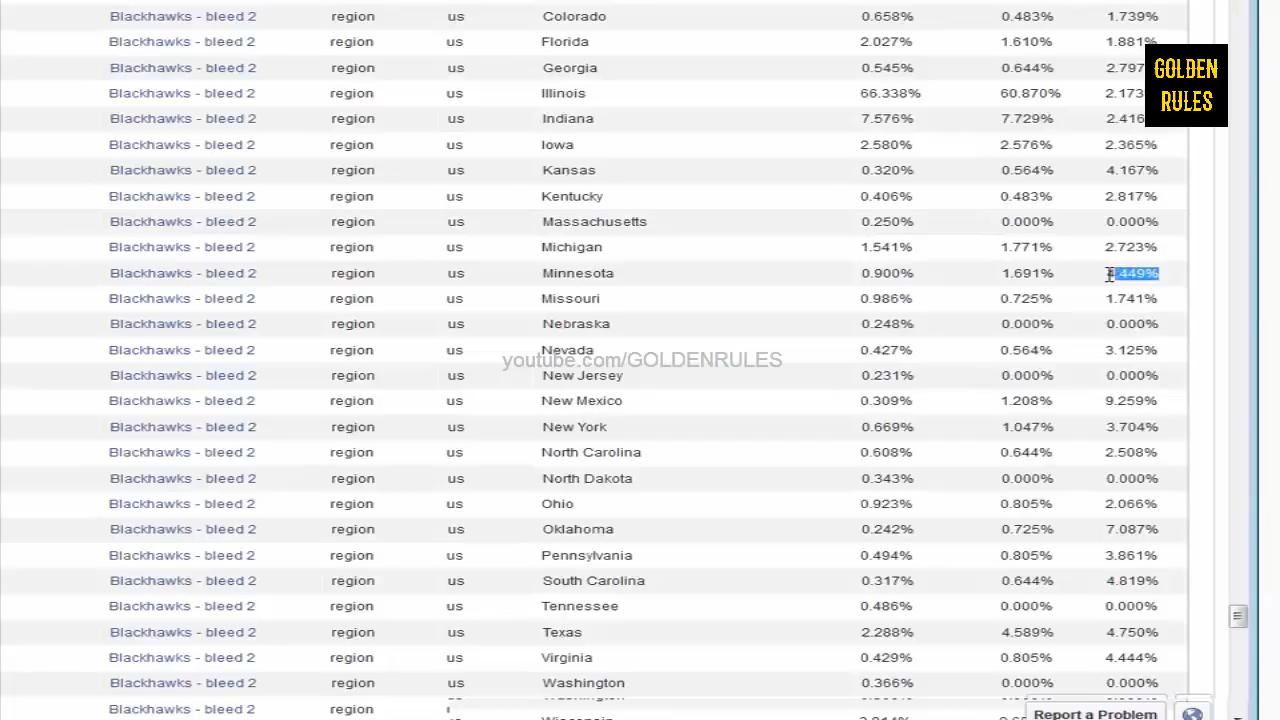 Blackhawks - bleed 2 region us Colorado 0.658% 0.483% 1.739%
Blackhawks - bleed 2 region us Florida 2.027% 1.610% 1.881%
Blackhawks - bleed 2 region us Georgia 0.545% 0.644% 2.797
Blackhawks - bleed 2 region us Illinois 66.338% 60.870% 2.173
Blackhawks - bleed 2 region us Indiana 7.576% 7.729% 2.416
GOLDEN
RULES
Blackhawks - bleed 2 region us Iowa 2.580% 2.576% 2.365%
Blackhawks - bleed 2 region us Kansas 0.320% 0.564% 4.167%
Blackhawks - bleed 2 region us Kentucky 0.406% 0.483% 2.817%
Blackhawks - bleed 2 region us Massachusetts 0.250% 0.000% 0.000%
Blackhawks - bleed 2 region us Michigan 1.541% 1.771% 2.723%
Blackhawks - bleed 2 region us Minnesota 0.900% 1.691% .449%
Blackhawks - bleed 2 region us Missouri 0.986% 0.725% 1.741%
Blackhawks - bleed 2 region us Nebraska 0.248% 0.000% 0.000%
Blackhawks - bleed 2 region us Nevada 0.427% 0.564% 3.125%
youtube.com/GOLDENRULES
Blackhawks - bleed 2 region us New Jersey 0.231% 0.000% 0.000%
Blackhawks - bleed 2 region us New Mexico 0.309% 1.208% 9.259%
Blackhawks - bleed 2 region us New York 0.669% 1.047% 3.704%
Blackhawks - bleed 2 region us North Carolina 0.608% 0.644% 2.508%
Blackhawks - bleed 2 region us North Dakota 0.343% 0.000% 0.000%
Blackhawks - bleed 2 region us Ohio 0.923% 0.805% 2.066%
Blackhawks - bleed 2 region us Oklahoma 0.242% 0.725% 7.087%
Blackhawks - bleed 2 region us Pennsylvania 0.494% 0.805% 3.861%
Blackhawks - bleed 2 region us South Carolina 0.317% 0.644% 4.819%
Blackhawks - bleed 2 region us Tennessee 0.486% 0.000% 0.000%
Blackhawks - bleed 2 region us Texas 2.288% 4.589% 4.750%
Blackhawks - bleed 2 region us Virginia 0.429% 0.805% 4.444%
Blackhawks - bleed 2 region us Washington 0.366% 0.000% 0.000%
Blackhawks - bleed 2 region
Report a Problem